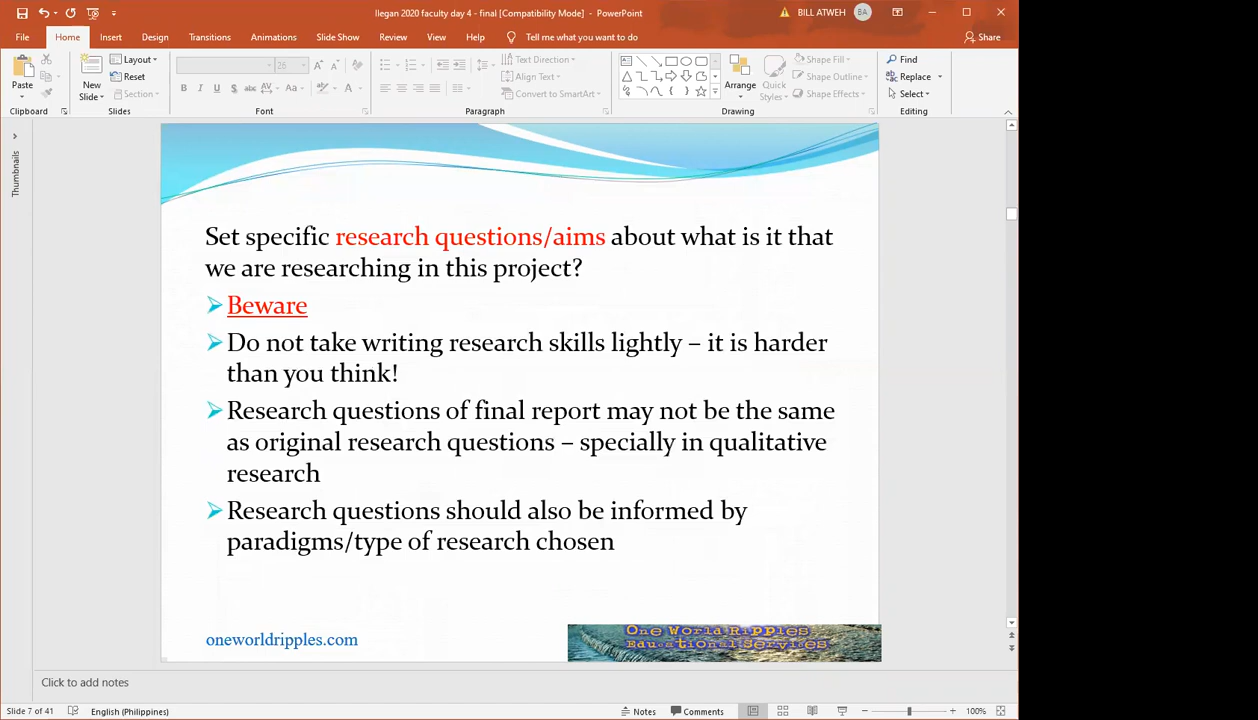 Ilegan 2020 faculty day 4 - final [Compatibility Mode] - PowerPoint
BILL ATWEH
BA
File Home Insert Design Transitions Animations Slide Show Review View Help Tell me what you want to do Share
Paste
New Slide
Layout
Reset
Section
26
B I U S abc AV Aa A
Text Direction
Align Text
Convert to SmartArt
Arrange
Quick Styles
Shape Fill
Shape Outline
Shape Effects
Find
Replace
Select
Clipboard Slides Font Paragraph Drawing Editing
Thumbnails
Set specific research questions/aims about what is it that
we are researching in this project?
Beware
Do not take writing research skills lightly – it is harder
than you think!
Research questions of final report may not be the same
as original research questions – specially in qualitative
research
Research questions should also be informed by
paradigms/type of research chosen
oneworldripples.com
One World Ripples
Educational Services
Click to add notes
Slide 7 of 41 English (Philippines) Notes Comments 100%